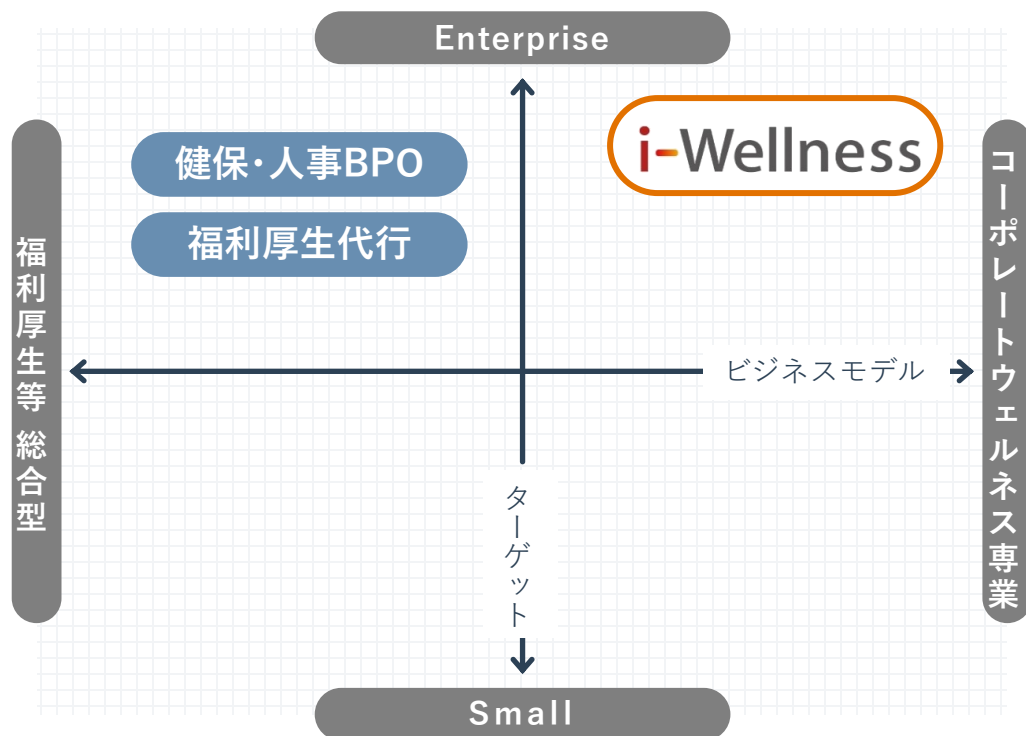 Enterprise
i-Wellness
健保・人事BPO
福利厚生代行
福利厚生等 総合型
コーポレートウェルネス専業
ビジネスモデル
ターゲット
Small